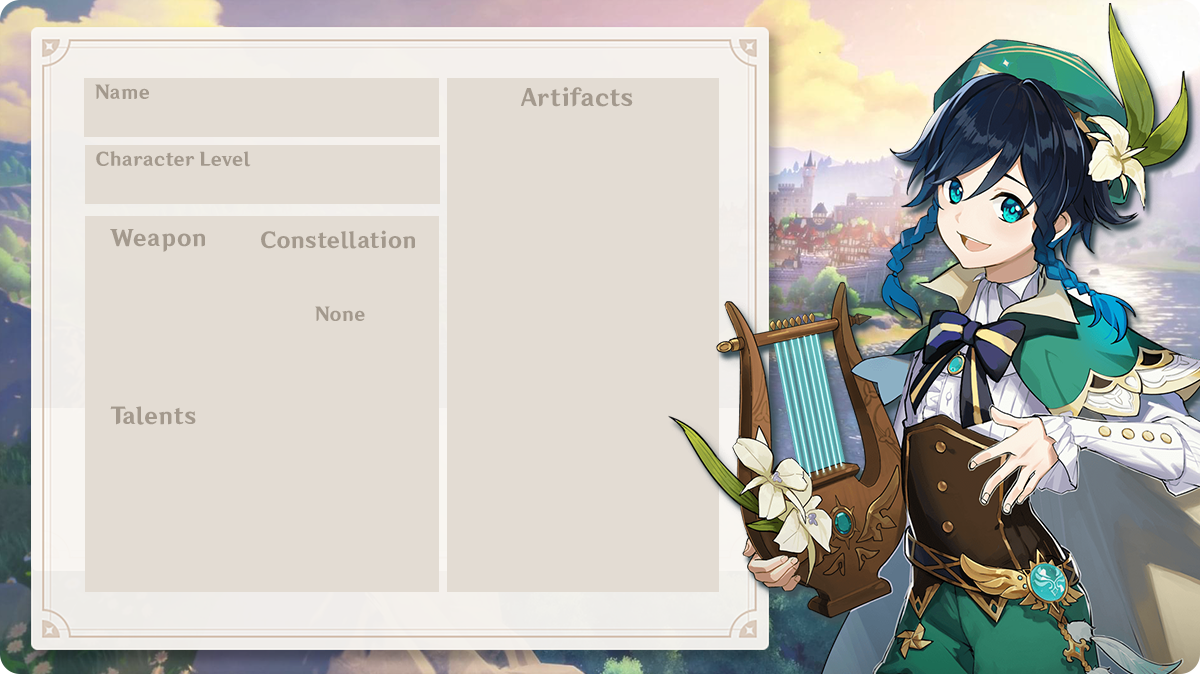 Name
Character Level
Weapon
Constellation
None
Talents
Artifacts